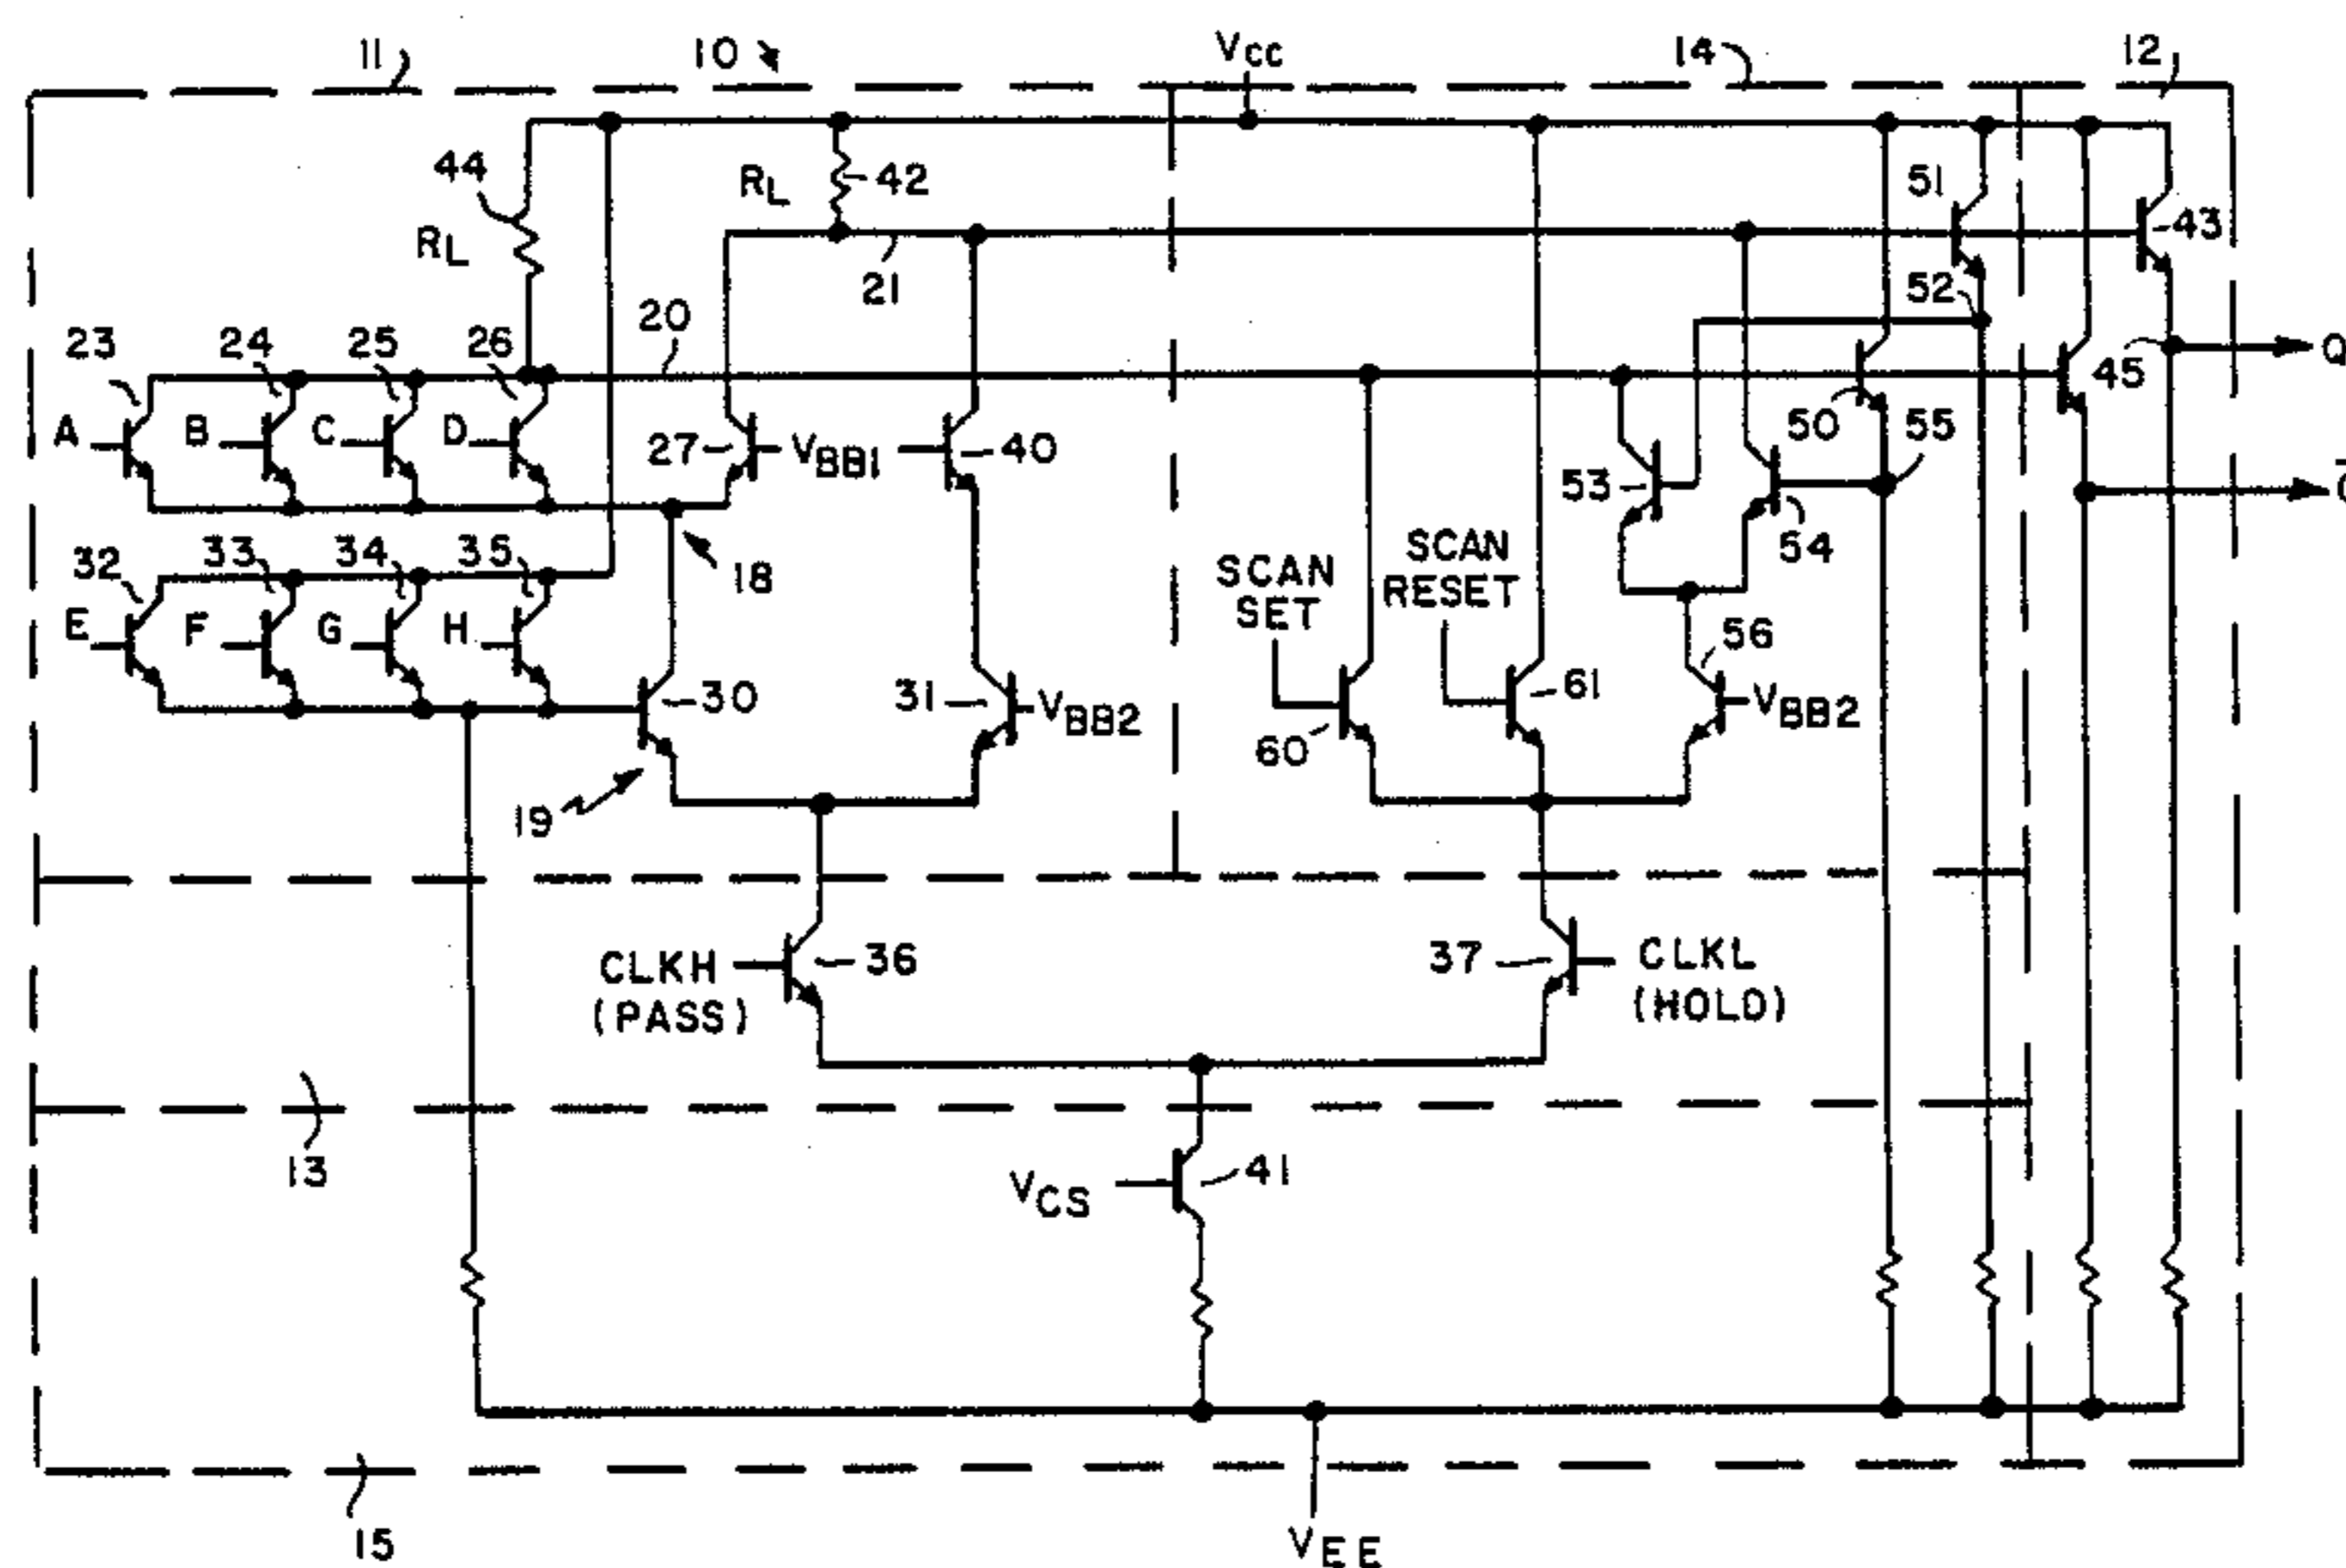 11 10 VCC 14 12
44 RL RL 42 51 43
21 52
20
23 24 25 26 Q
A B C D 27 VBB1 40 50 55 45
53
54
32 33 34 35 18 SCAN SET SCAN RESET
E F G H 56
30 31 VBB2 60 61 VBB2
19
CLKH (PASS) 36 37 CLKL (HOLD)
13 VCS 41
15 VEE